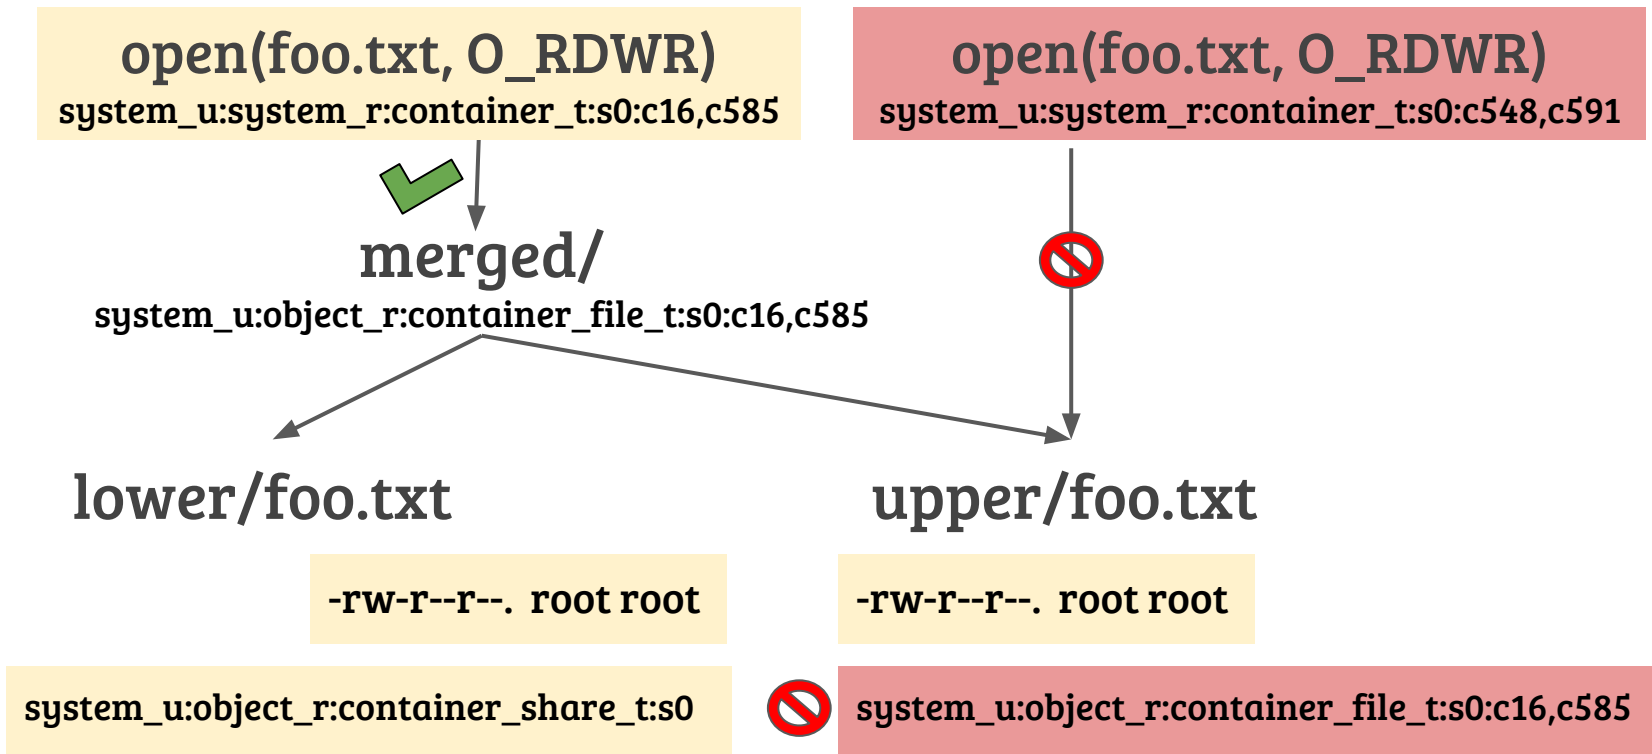 open(foo.txt, O_RDWR)
system_u:system_r:container_t:s0:c16,c585
open(foo.txt, O_RDWR)
system_u:system_r:container_t:s0:c548,c591
merged/
system_u:object_r:container_file_t:s0:c16,c585
lower/foo.txt
upper/foo.txt
-rw-r--r--. root root
-rw-r--r--. root root
system_u:object_r:container_share_t:s0
system_u:object_r:container_file_t:s0:c16,c585